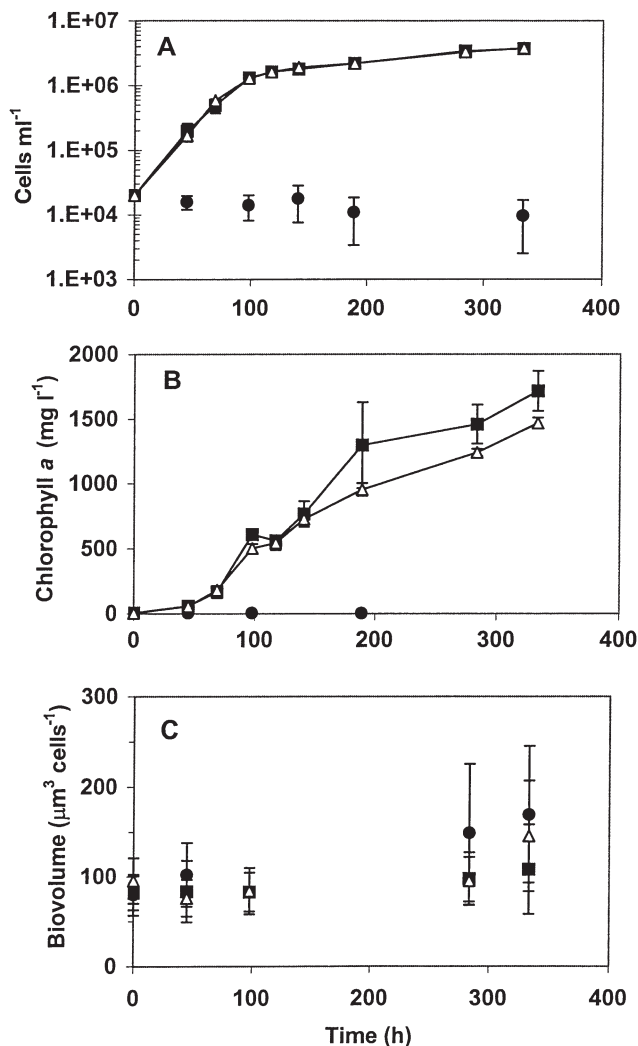 A
1.E+07
1.E+06
1.E+05
1.E+04
1.E+03
Cells ml⁻¹
0 100 200 300 400
B
2000
1500
1000
500
0
Chlorophyll a (mg l⁻¹)
0 100 200 300 400
C
300
200
100
0
Biovolume (µm³ cells⁻¹)
0 100 200 300 400
Time (h)